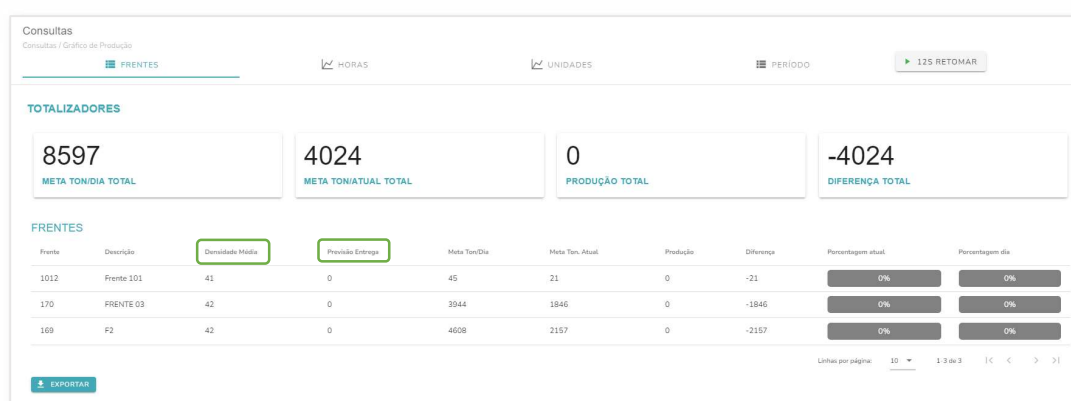 Consultas
Consultas / Gráfico de Produção
FRENTES HORAS UNIDADES PERÍODO 12S RETOMAR
TOTALIZADORES
8597 4024 0 -4024
META TON/DIA TOTAL META TON/ATUAL TOTAL PRODUÇÃO TOTAL DIFERENÇA TOTAL
FRENTES
Frente Descrição Densidade Média Previsão Entrega Meta Ton/Dia Meta Ton. Atual Produção Diferença Porcentagem atual Porcentagem dia
1012 Frente 101 41 0 45 21 0 -21 0% 0%
170 FRENTE 03 42 0 3944 1846 0 -1846 0% 0%
169 F2 42 0 4608 2157 0 -2157 0% 0%
Linhas por página: 10 1-3 de 3
EXPORTAR